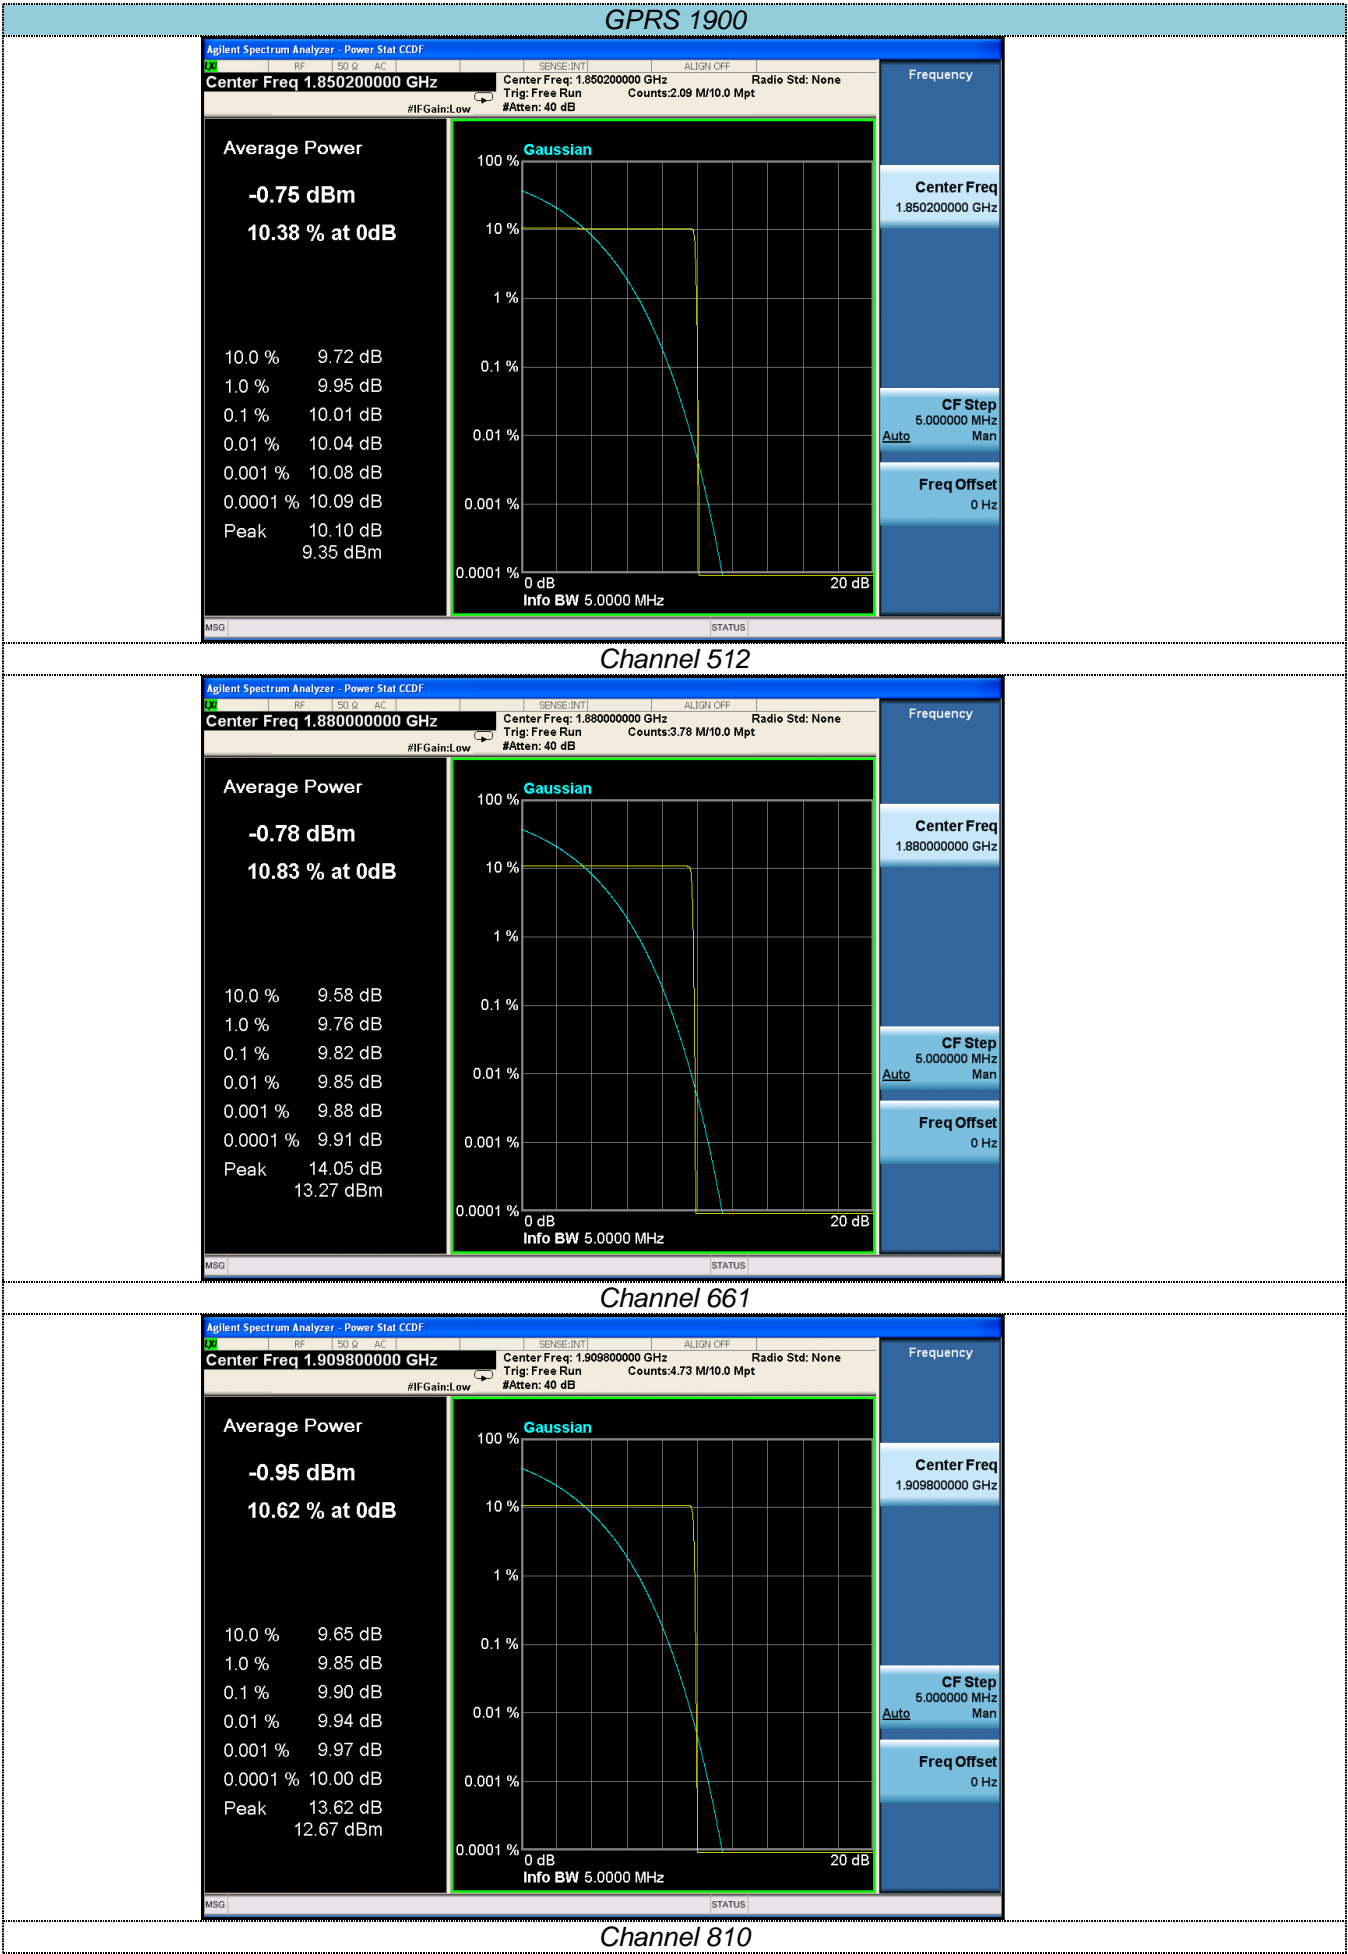 GPRS 1900
Agilent Spectrum Analyzer - Power Stat CCDF
LXI RF 50 Ω AC SENSE:INT ALIGN OFF
Center Freq 1.850200000 GHz
Center Freq: 1.850200000 GHz Radio Std: None
Trig: Free Run Counts:2.09 M/10.0 Mpt
#IFGain:Low #Atten: 40 dB
Frequency
Average Power
-0.75 dBm
10.38 % at 0dB
10.0 % 9.72 dB
1.0 % 9.95 dB
0.1 % 10.01 dB
0.01 % 10.04 dB
0.001 % 10.08 dB
0.0001 % 10.09 dB
Peak 10.10 dB
9.35 dBm
Gaussian
100 %
10 %
1 %
0.1 %
0.01 %
0.001 %
0.0001 %
0 dB 20 dB
Info BW 5.0000 MHz
Center Freq
1.850200000 GHz
CF Step
5.000000 MHz
Auto Man
Freq Offset
0 Hz
MSG STATUS
Channel 512
Agilent Spectrum Analyzer - Power Stat CCDF
LXI RF 50 Ω AC SENSE:INT ALIGN OFF
Center Freq 1.880000000 GHz
Center Freq: 1.880000000 GHz Radio Std: None
Trig: Free Run Counts:3.78 M/10.0 Mpt
#IFGain:Low #Atten: 40 dB
Frequency
Average Power
-0.78 dBm
10.83 % at 0dB
10.0 % 9.58 dB
1.0 % 9.76 dB
0.1 % 9.82 dB
0.01 % 9.85 dB
0.001 % 9.88 dB
0.0001 % 9.91 dB
Peak 14.05 dB
13.27 dBm
Gaussian
100 %
10 %
1 %
0.1 %
0.01 %
0.001 %
0.0001 %
0 dB 20 dB
Info BW 5.0000 MHz
Center Freq
1.880000000 GHz
CF Step
5.000000 MHz
Auto Man
Freq Offset
0 Hz
MSG STATUS
Channel 661
Agilent Spectrum Analyzer - Power Stat CCDF
LXI RF 50 Ω AC SENSE:INT ALIGN OFF
Center Freq 1.909800000 GHz
Center Freq: 1.909800000 GHz Radio Std: None
Trig: Free Run Counts:4.73 M/10.0 Mpt
#IFGain:Low #Atten: 40 dB
Frequency
Average Power
-0.95 dBm
10.62 % at 0dB
10.0 % 9.65 dB
1.0 % 9.85 dB
0.1 % 9.90 dB
0.01 % 9.94 dB
0.001 % 9.97 dB
0.0001 % 10.00 dB
Peak 13.62 dB
12.67 dBm
Gaussian
100 %
10 %
1 %
0.1 %
0.01 %
0.001 %
0.0001 %
0 dB 20 dB
Info BW 5.0000 MHz
Center Freq
1.909800000 GHz
CF Step
5.000000 MHz
Auto Man
Freq Offset
0 Hz
MSG STATUS
Channel 810